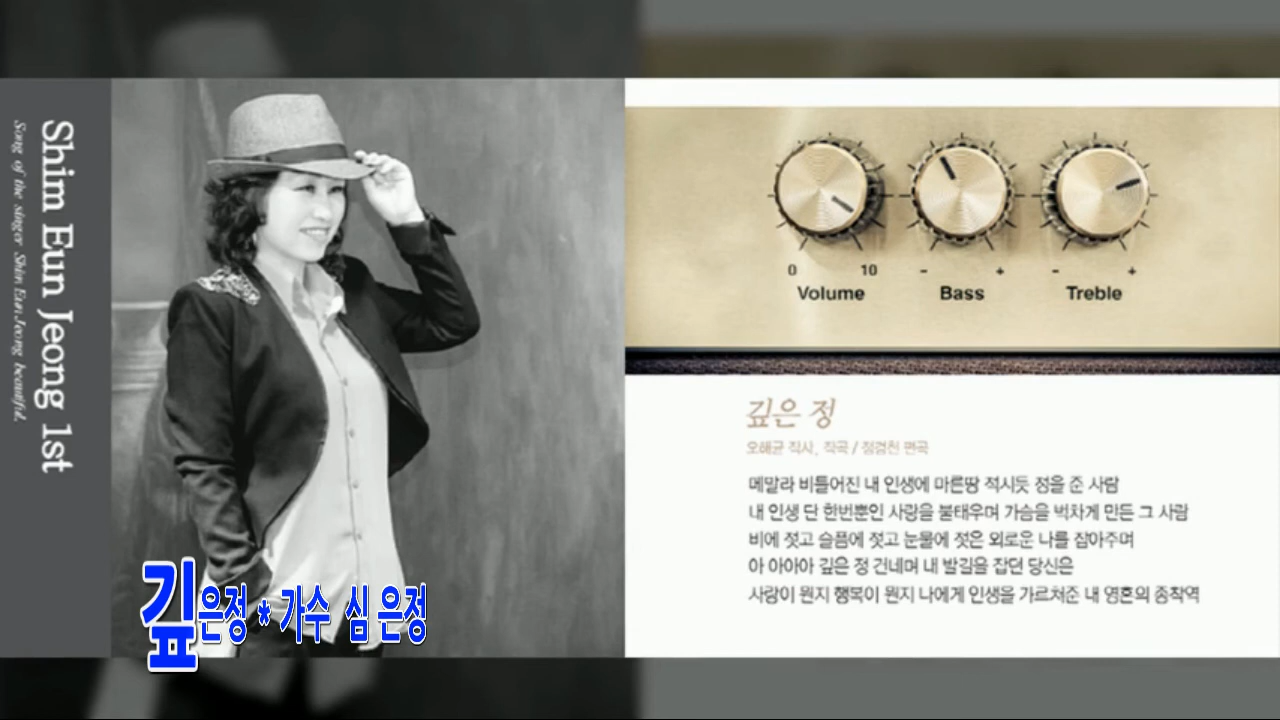 Shim Eun Jeong 1st
Song of the singer Shim Eun Jeong beautiful.
0 10 - + - +
Volume Bass Treble
깊은 정
오해균 작사, 작곡 / 정경천 편곡
메말라 비틀어진 내 인생에 마른땅 적시듯 정을 준 사람
내 인생 단 한번뿐인 사랑을 불태우며 가슴을 벅차게 만든 그 사람
비에 젖고 슬픔에 젖고 눈물에 젖은 외로운 나를 잡아주며
아 아아아 깊은 정 건네며 내 발길을 잡던 당신은
사랑이 뭔지 행복이 뭔지 나에게 인생을 가르쳐준 내 영혼의 종착역
깊은정 * 가수 심은정